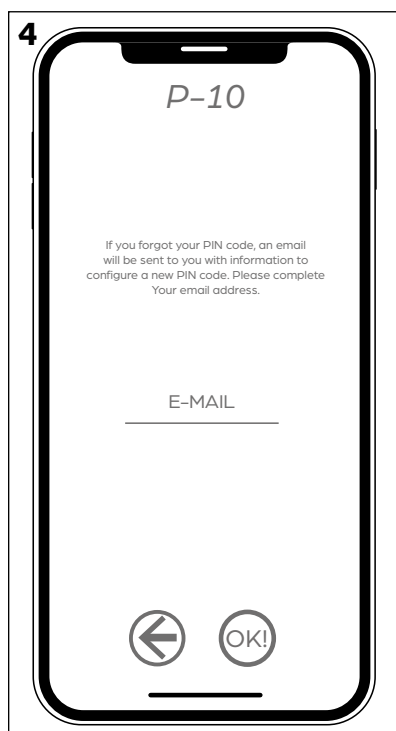 4
P-10
If you forgot your PIN code, an email
will be sent to you with information to
configure a new PIN code. Please complete
Your email address.
E-MAIL
OK!